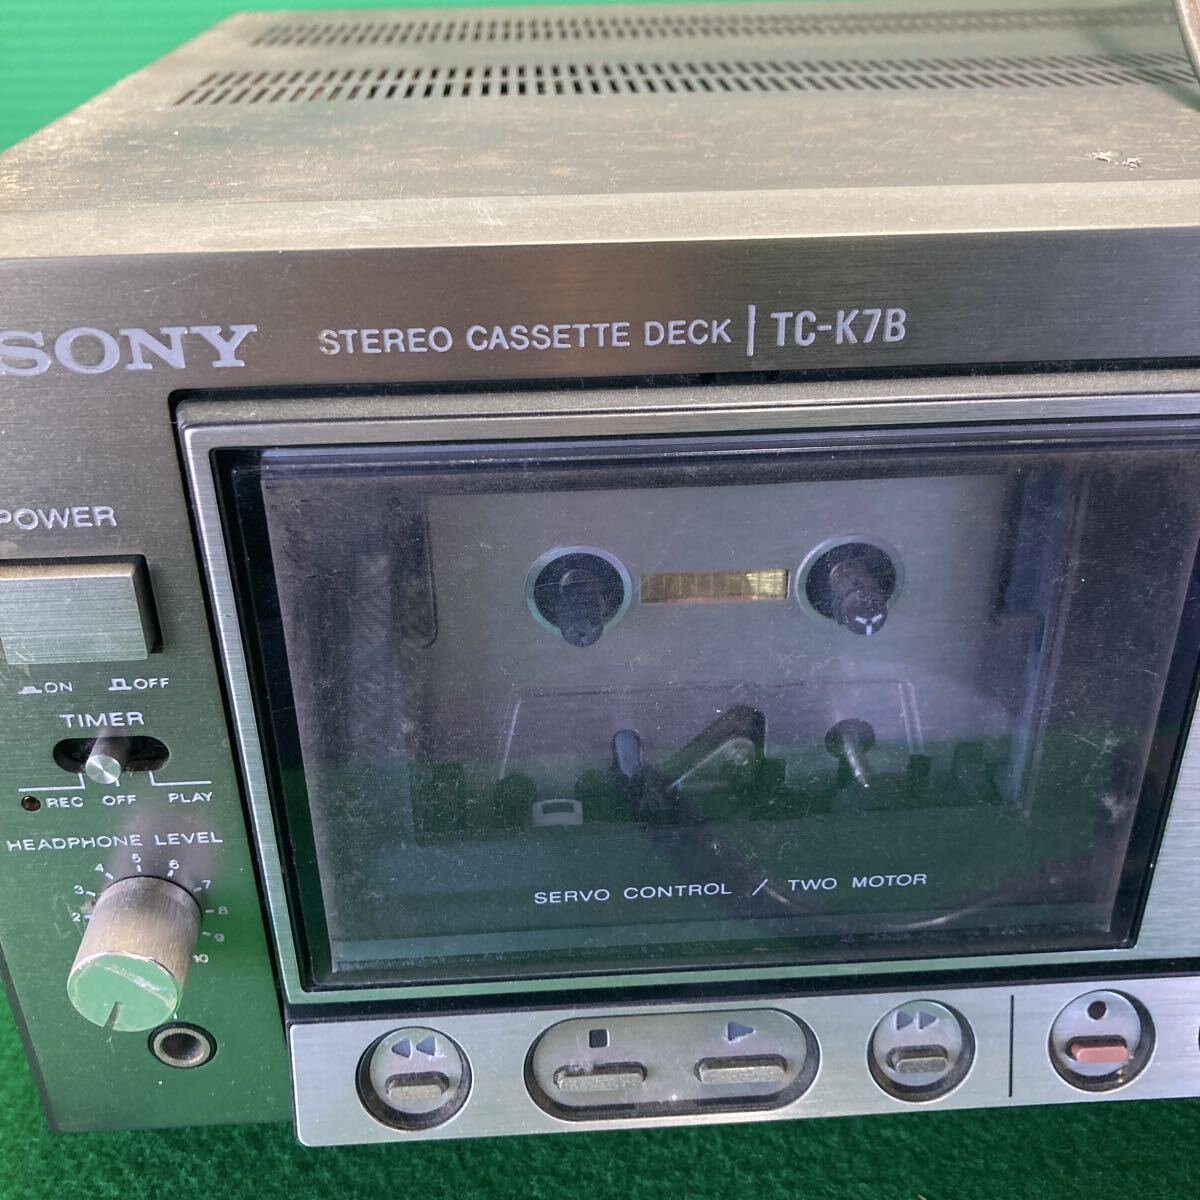 SONY STEREO CASSETTE DECK | TC-K7B
POWER
ON OFF
TIMER
REC OFF PLAY
HEADPHONE LEVEL
2 3 4 5 6 7 8 9 10
SERVO CONTROL / TWO MOTOR